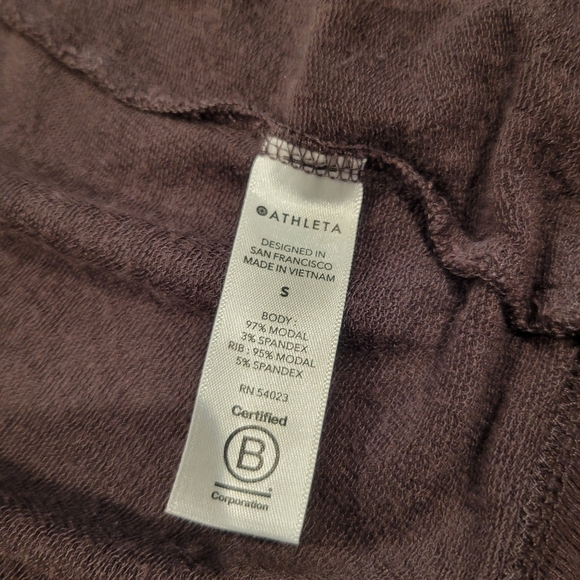 ATHLETA
DESIGNED IN
SAN FRANCISCO
MADE IN VIETNAM
S
BODY :
97% MODAL
3% SPANDEX
RIB : 95% MODAL
5% SPANDEX
RN 54023
Certified
B
Corporation